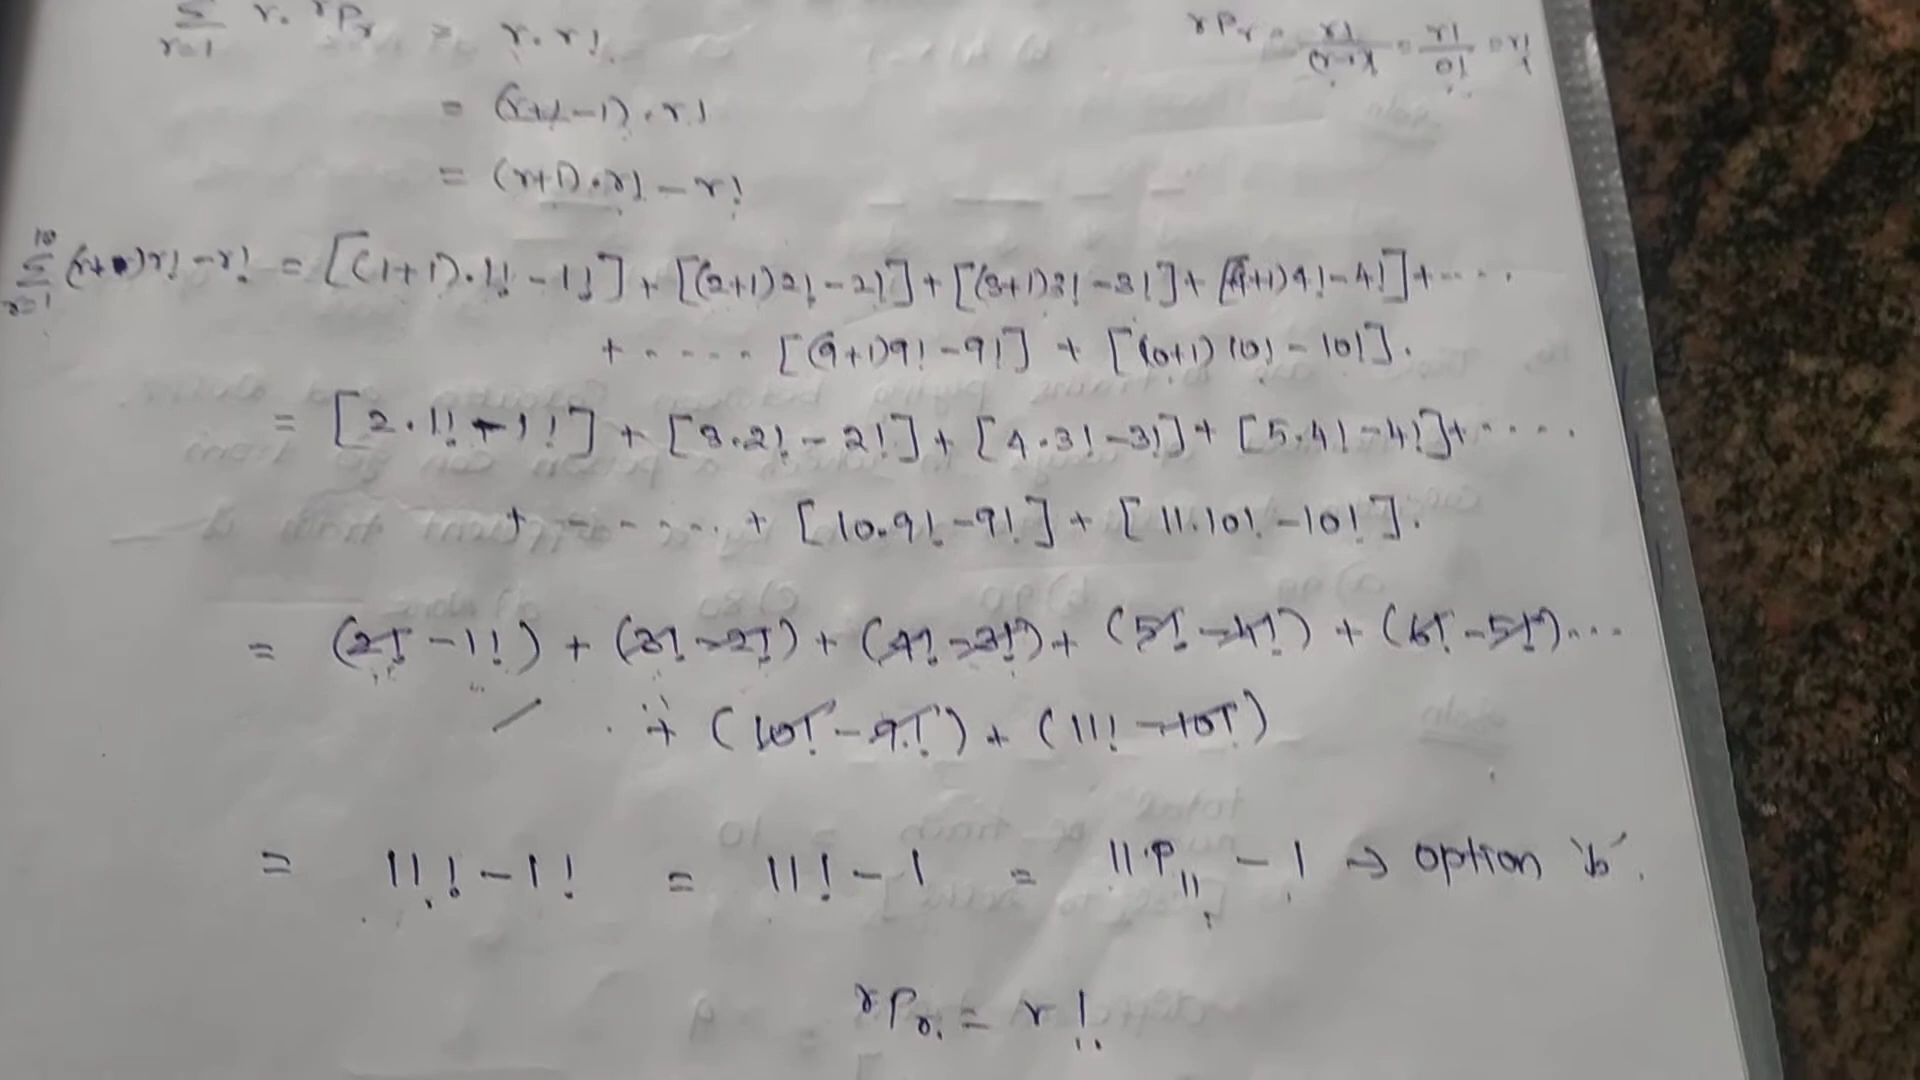 Σ r=1 r. rPr = r. r!
rPr = r! / (r-r)! = r! / 0! = r!
= (r+1-1). r!
= (r+1).r! - r!
10 Σ r=1 (r+1)r! - r! = [(1+1).1! - 1!] + [(2+1)2! - 2!] + [(3+1)3! - 3!] + [(4+1)4! - 4!] + ....
+ ..... [(9+1)9! - 9!] + [(10+1)10! - 10!].
= [2.1! - 1!] + [3.2! - 2!] + [4.3! - 3!] + [5.4! - 4!] + .....
+ ..... + [10.9! - 9!] + [11.10! - 10!].
= (2! - 1!) + (3! - 2!) + (4! - 3!) + (5! - 4!) + (6! - 5!)....
+ (10! - 9!) + (11! - 10!)
= 11! - 1! = 11! - 1 = 11P11 - 1 → option 'b'.
rPr. = r!